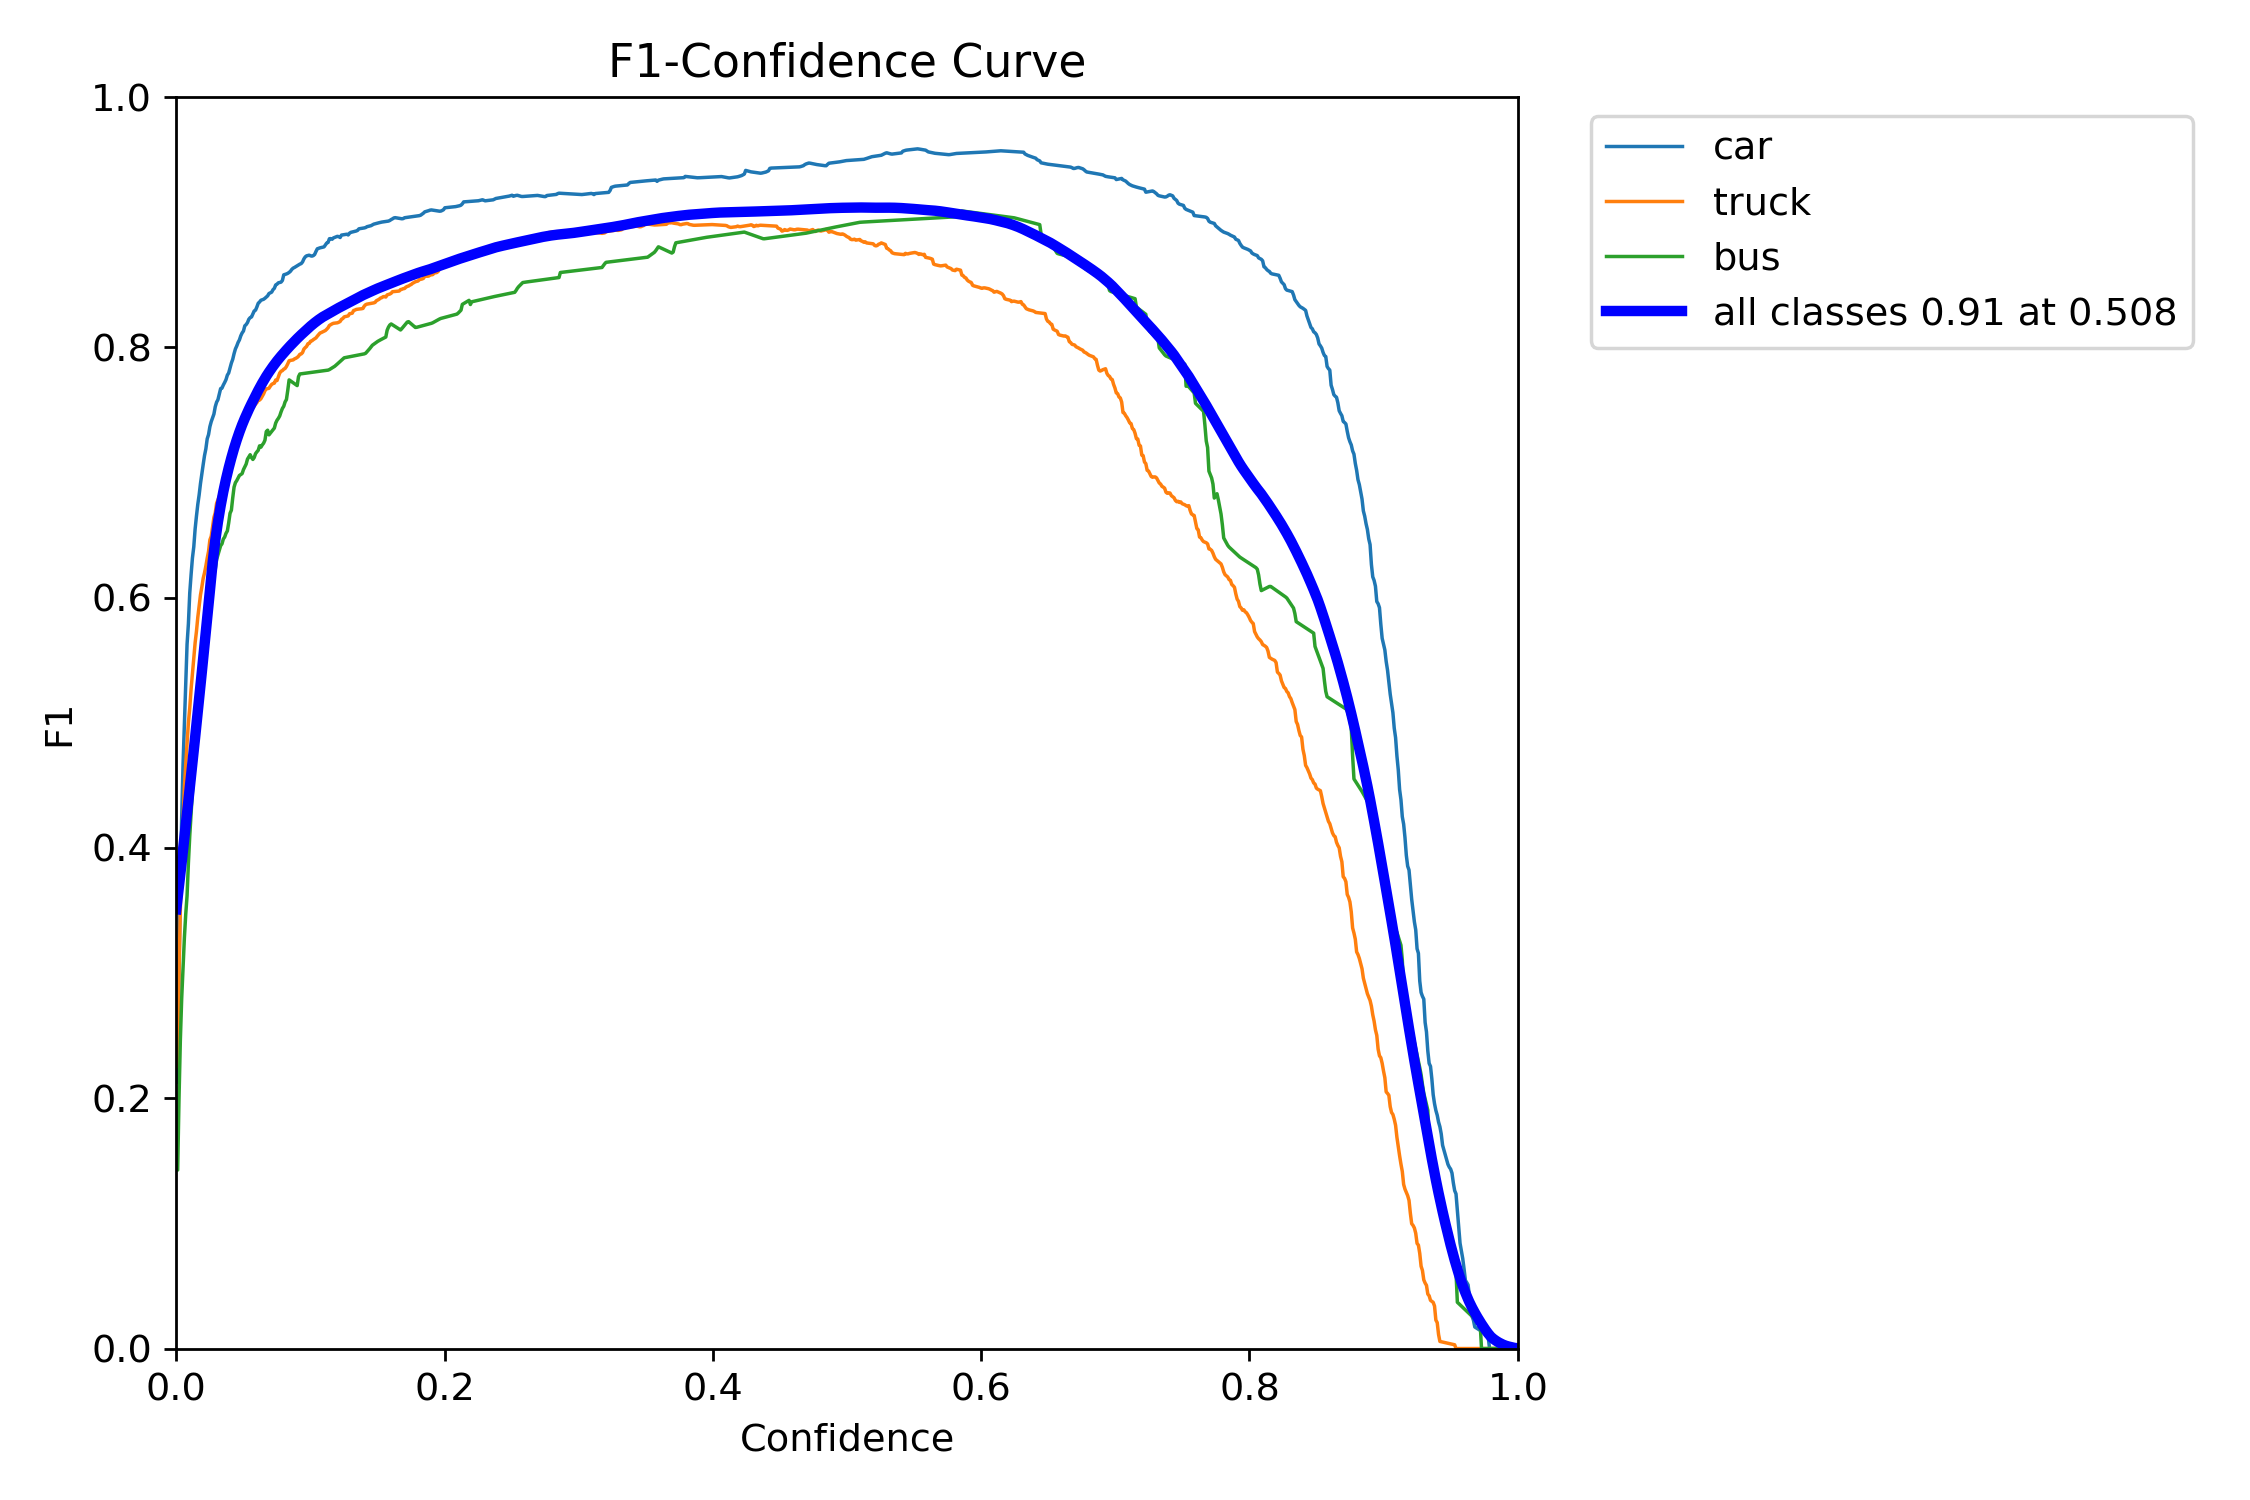 F1-Confidence Curve
1.0
0.8
0.6
0.4
0.2
0.0
F1
0.0 0.2 0.4 0.6 0.8 1.0
Confidence
car
truck
bus
all classes 0.91 at 0.508